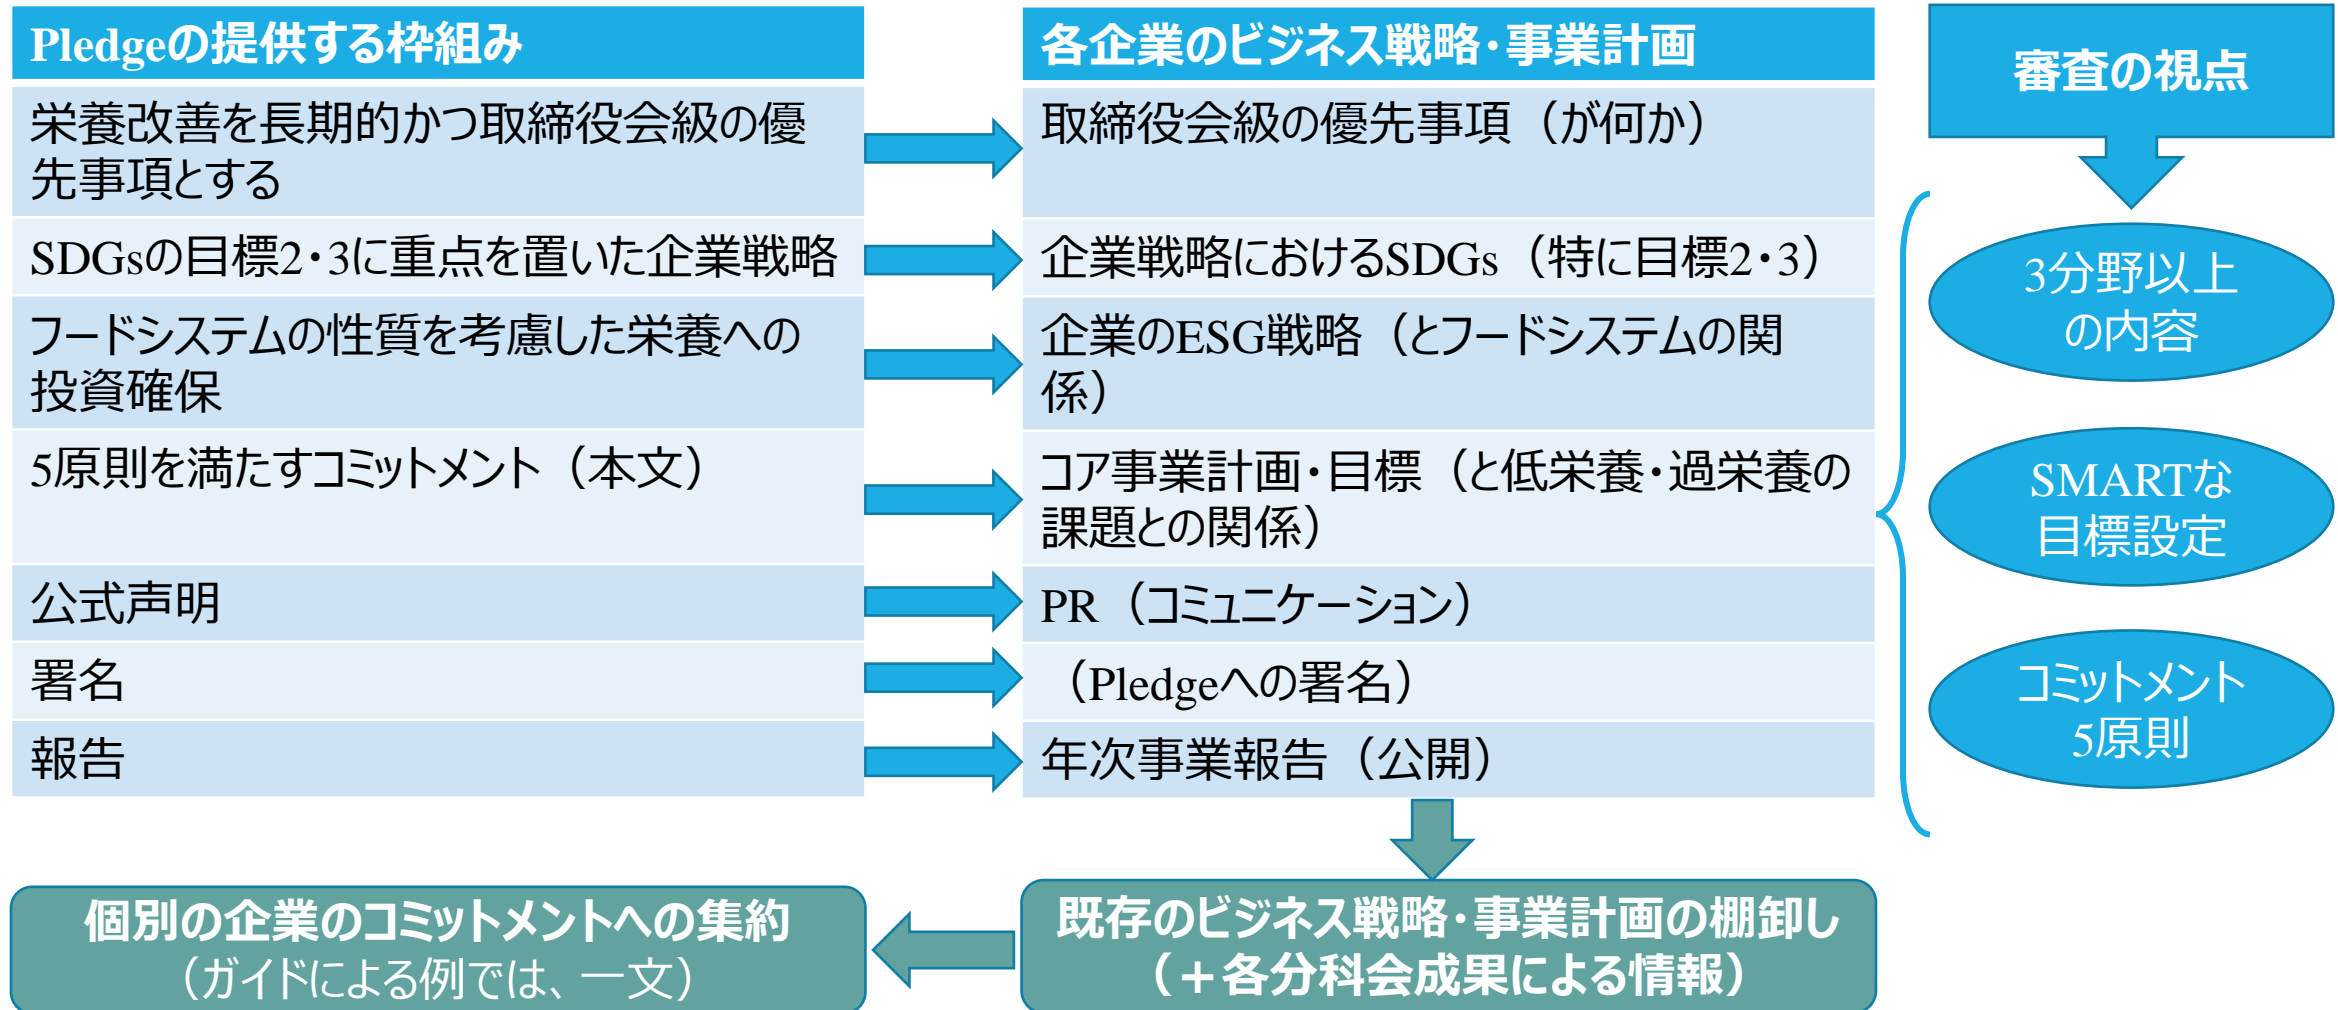 Pledgeの提供する枠組み
栄養改善を長期的かつ取締役会級の優
先事項とする
SDGsの目標2・3に重点を置いた企業戦略
フードシステムの性質を考慮した栄養への
投資確保
5原則を満たすコミットメント（本文）
公式声明
署名
報告
各企業のビジネス戦略・事業計画
取締役会級の優先事項（が何か）
企業戦略におけるSDGs（特に目標2・3）
企業のESG戦略（とフードシステムの関
係）
コア事業計画・目標（と低栄養・過栄養の
課題との関係）
PR（コミュニケーション）
（Pledgeへの署名）
年次事業報告（公開）
審査の視点
3分野以上
の内容
SMARTな
目標設定
コミットメント
5原則
既存のビジネス戦略・事業計画の棚卸し
（＋各分科会成果による情報）
個別の企業のコミットメントへの集約
（ガイドによる例では、一文）